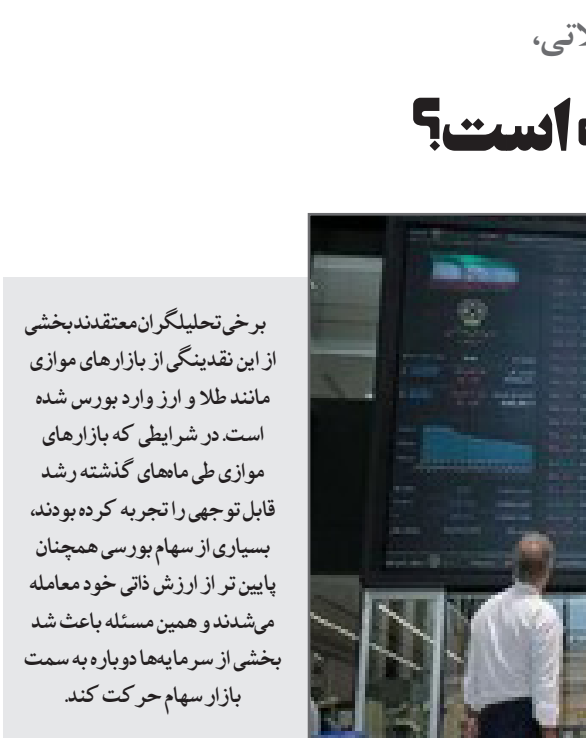 است؟
برخی تحلیلگران معتقدند بخشی
از این نقدینگی از بازارهای موازی
مانند طلا و ارز وارد بورس شده
است. در شرایطی که بازارهای
موازی طی ماه‌های گذشته رشد
قابل توجهی را تجربه کرده بودند،
بسیاری از سهام بورسی همچنان
پایین تر از ارزش ذاتی خود معامله
می‌شدند و همین مسئله باعث شد
بخشی از سرمایه‌ها دوباره به سمت
بازار سهام حرکت کند.